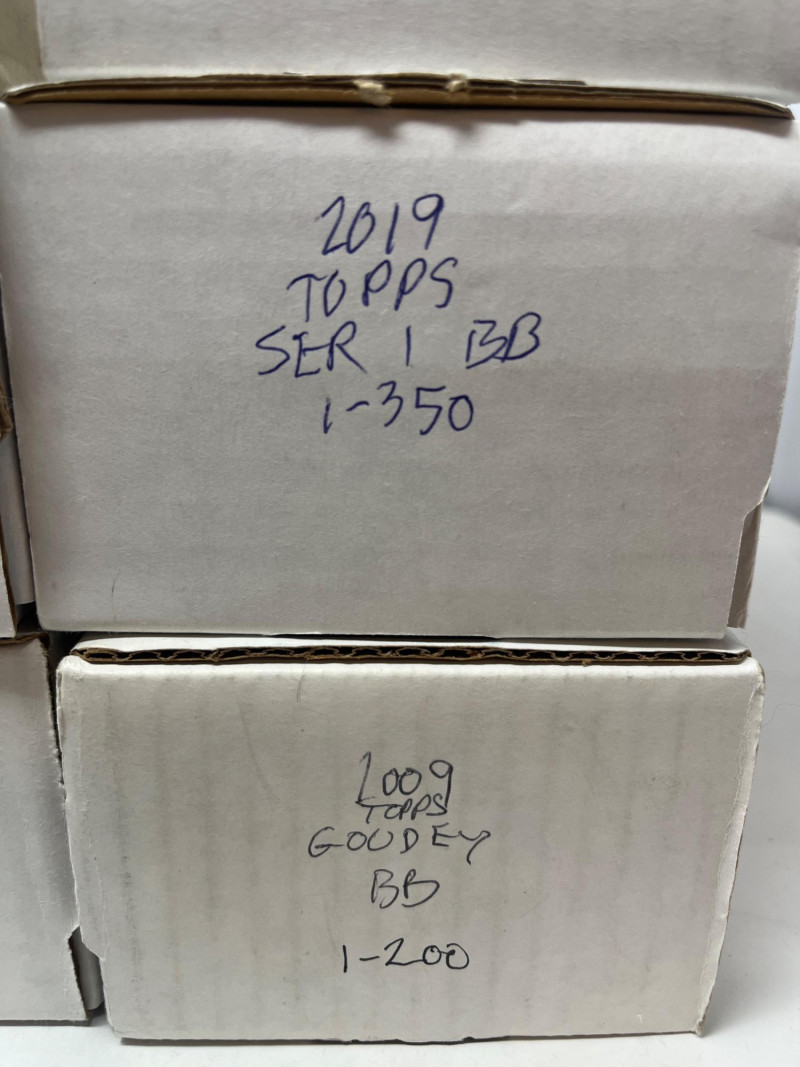 2019
TOPPS
SER 1 BB
1-350
2009
TOPPS
GOUDEY
BB
1-200